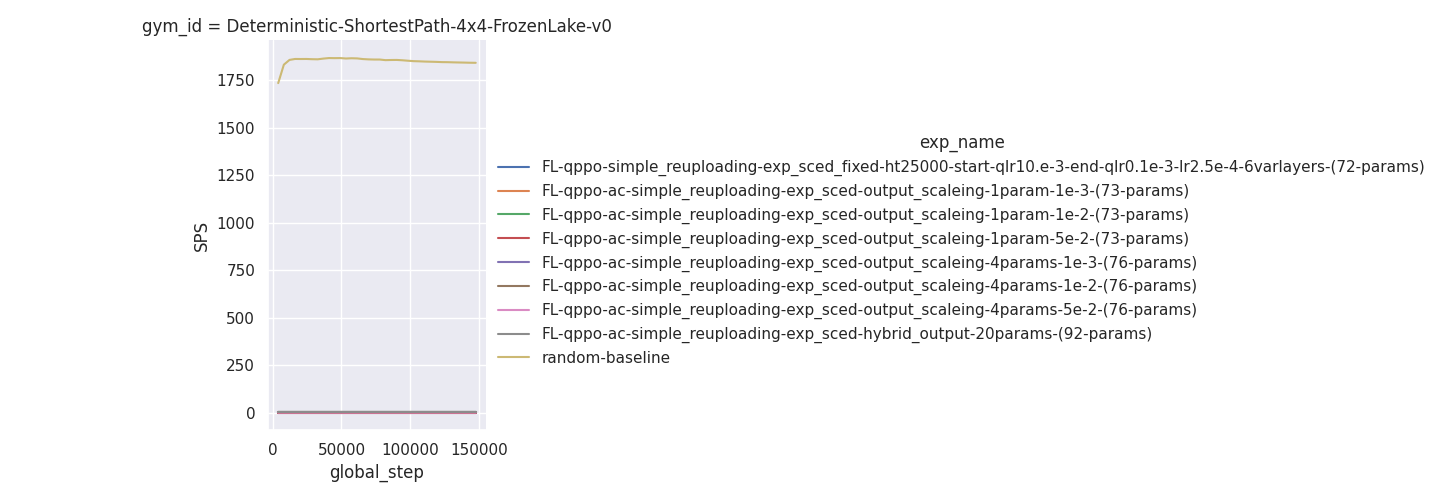 gym_id = Deterministic-ShortestPath-4x4-FrozenLake-v0
1750
1500
1250
1000
750
500
250
0
SPS
0 50000 100000 150000
global_step
exp_name
FL-qppo-simple_reuploading-exp_sced_fixed-ht25000-start-qlr10.e-3-end-qlr0.1e-3-lr2.5e-4-6varlayers-(72-params)
FL-qppo-ac-simple_reuploading-exp_sced-output_scaleing-1param-1e-3-(73-params)
FL-qppo-ac-simple_reuploading-exp_sced-output_scaleing-1param-1e-2-(73-params)
FL-qppo-ac-simple_reuploading-exp_sced-output_scaleing-1param-5e-2-(73-params)
FL-qppo-ac-simple_reuploading-exp_sced-output_scaleing-4params-1e-3-(76-params)
FL-qppo-ac-simple_reuploading-exp_sced-output_scaleing-4params-1e-2-(76-params)
FL-qppo-ac-simple_reuploading-exp_sced-output_scaleing-4params-5e-2-(76-params)
FL-qppo-ac-simple_reuploading-exp_sced-hybrid_output-20params-(92-params)
random-baseline